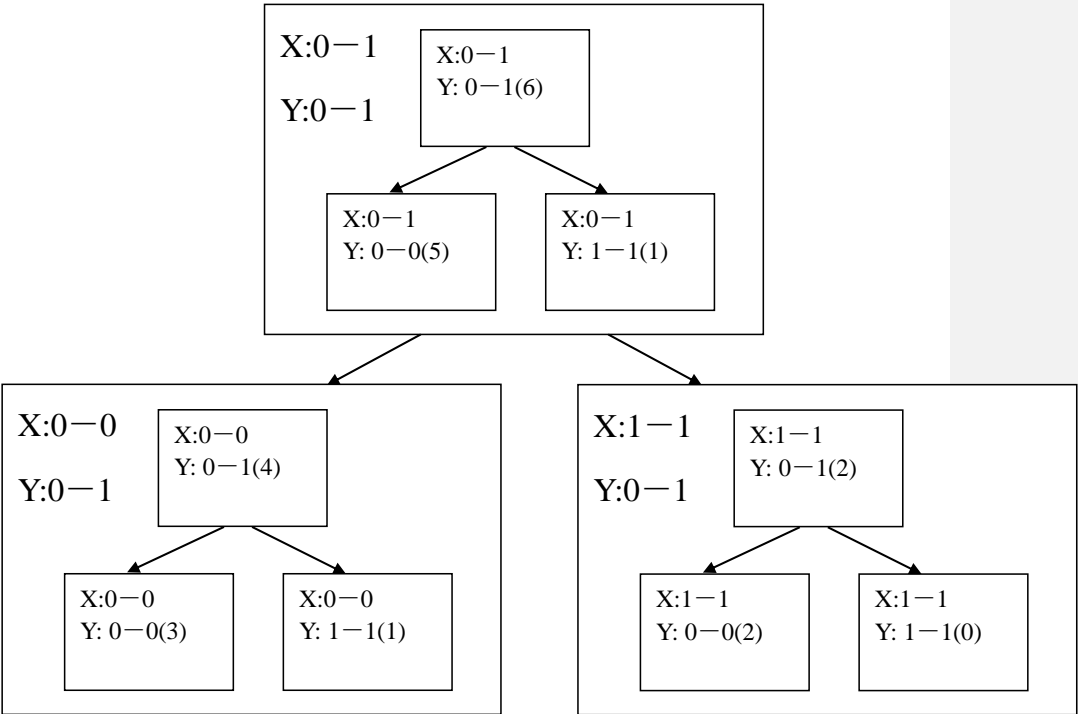 X:0－1
Y:0－1
X:0－1
Y: 0－1(6)
X:0－1
Y: 0－0(5)
X:0－1
Y: 1－1(1)
X:0－0
Y:0－1
X:0－0
Y: 0－1(4)
X:0－0
Y: 0－0(3)
X:0－0
Y: 1－1(1)
X:1－1
Y:0－1
X:1－1
Y: 0－1(2)
X:1－1
Y: 0－0(2)
X:1－1
Y: 1－1(0)